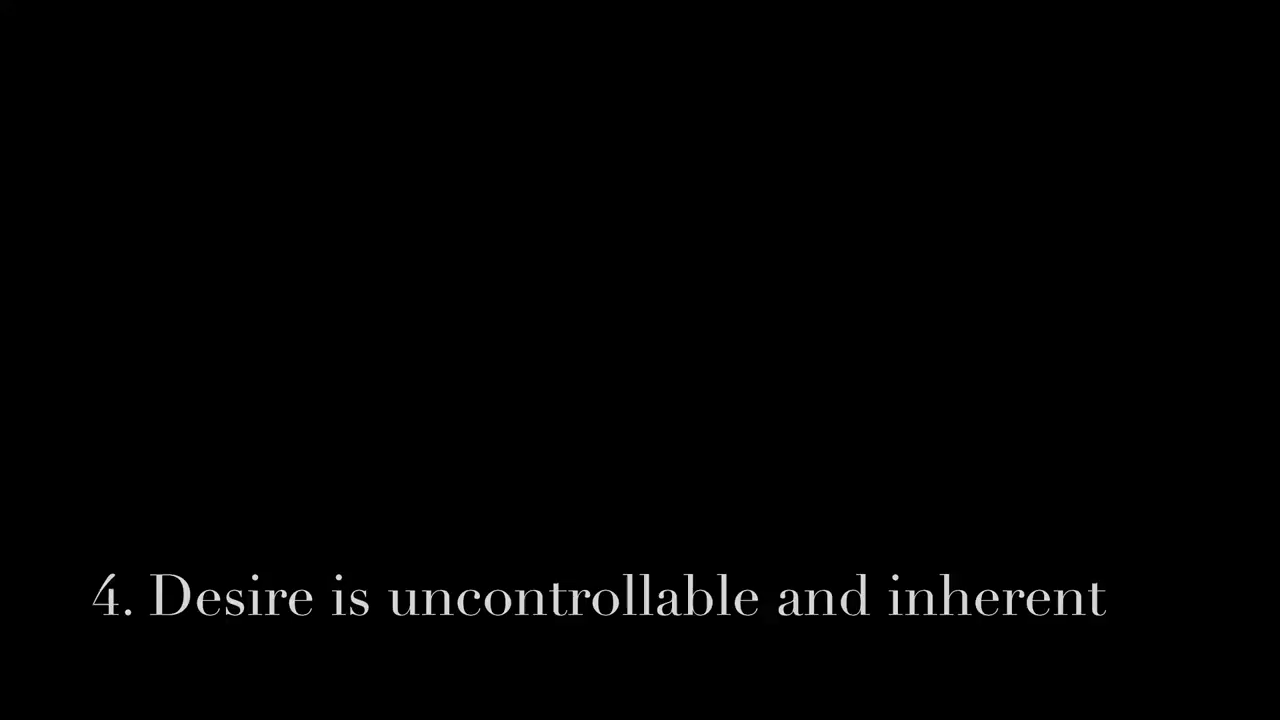 4. Desire is uncontrollable and inherent